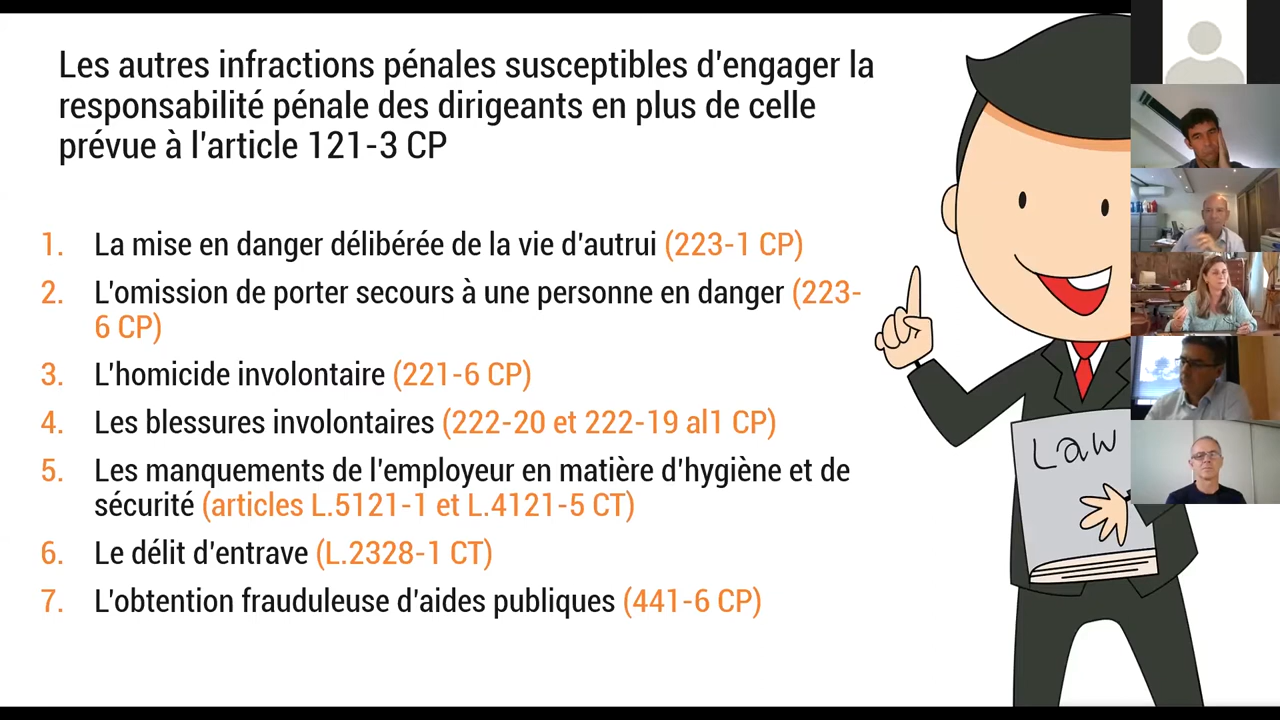 Les autres infractions pénales susceptibles d'engager la
responsabilité pénale des dirigeants en plus de celle
prévue à l'article 121-3 CP
1. La mise en danger délibérée de la vie d'autrui (223-1 CP)
2. L'omission de porter secours à une personne en danger (223-
6 CP)
3. L'homicide involontaire (221-6 CP)
4. Les blessures involontaires (222-20 et 222-19 al1 CP)
5. Les manquements de l'employeur en matière d'hygiène et de
sécurité (articles L.5121-1 et L.4121-5 CT)
6. Le délit d'entrave (L.2328-1 CT)
7. L'obtention frauduleuse d'aides publiques (441-6 CP)
Law